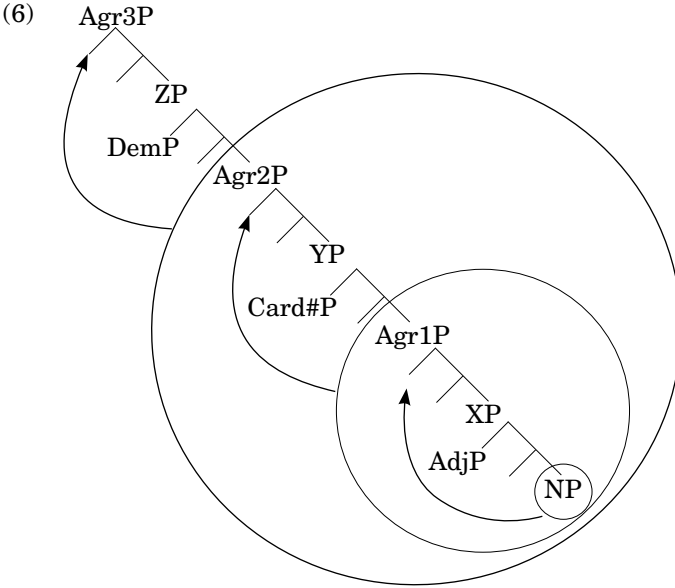 (6)
Agr3P
ZP
DemP
Agr2P
YP
Card#P
Agr1P
XP
AdjP
NP